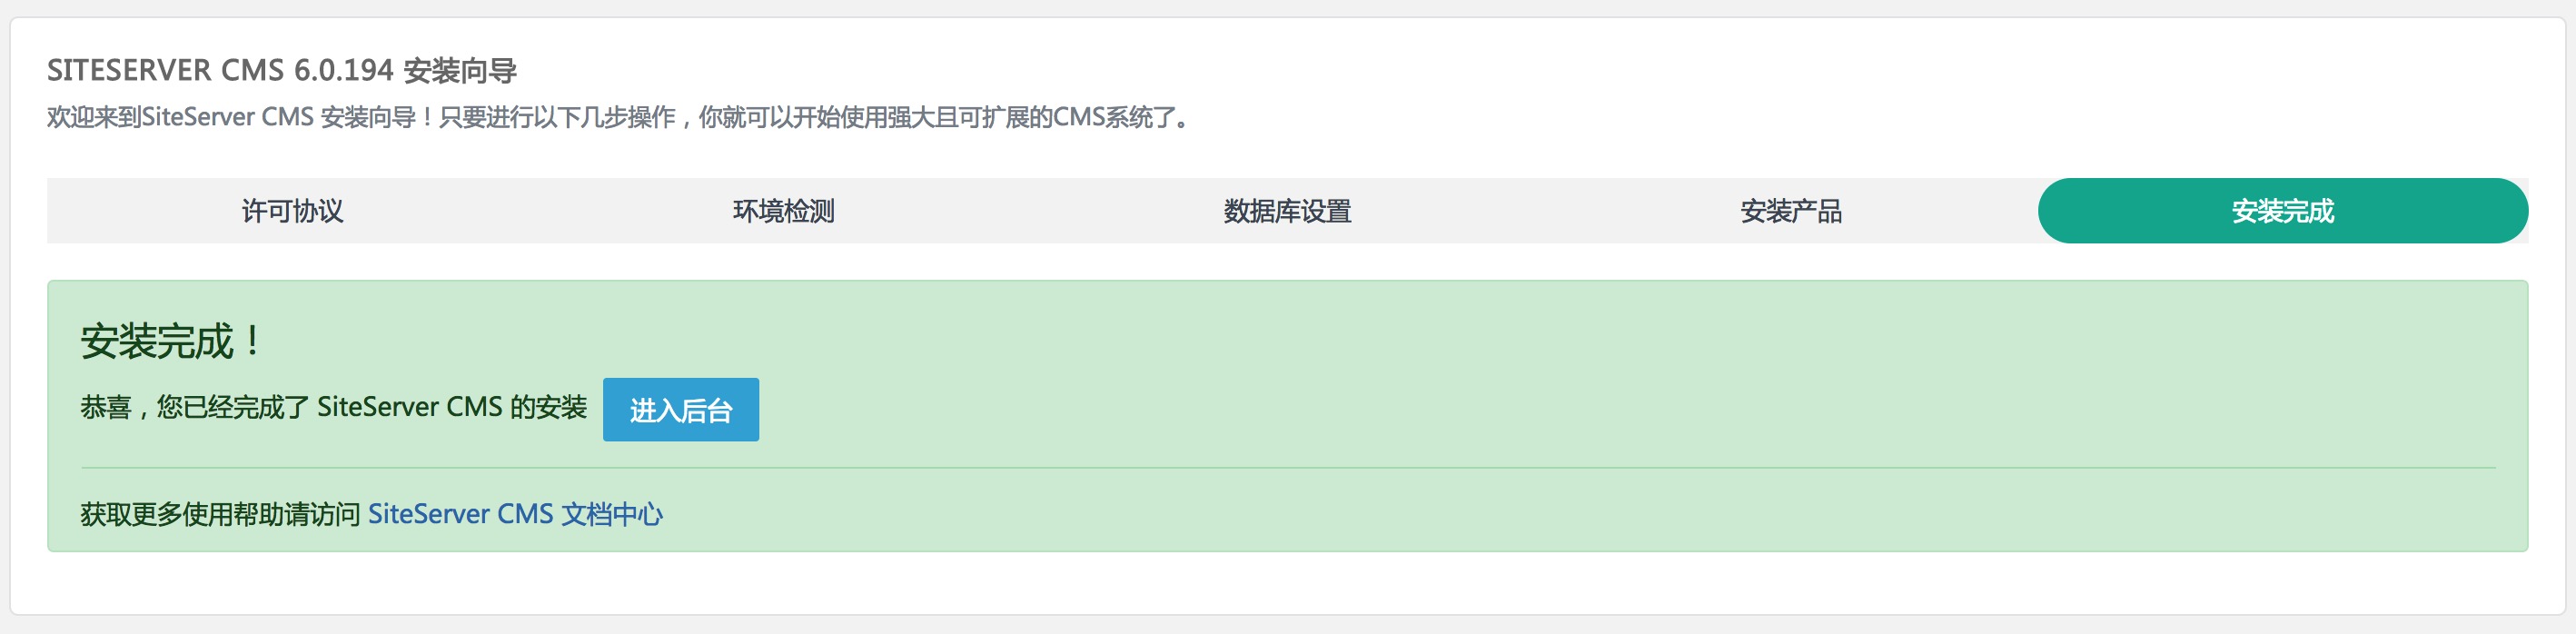 SITESERVER CMS 6.0.194 安装向导
欢迎来到SiteServer CMS 安装向导！只要进行以下几步操作，你就可以开始使用强大且可扩展的CMS系统了。
许可协议 环境检测 数据库设置 安装产品 安装完成
安装完成！
恭喜，您已经完成了 SiteServer CMS 的安装 进入后台
获取更多使用帮助请访问 SiteServer CMS 文档中心